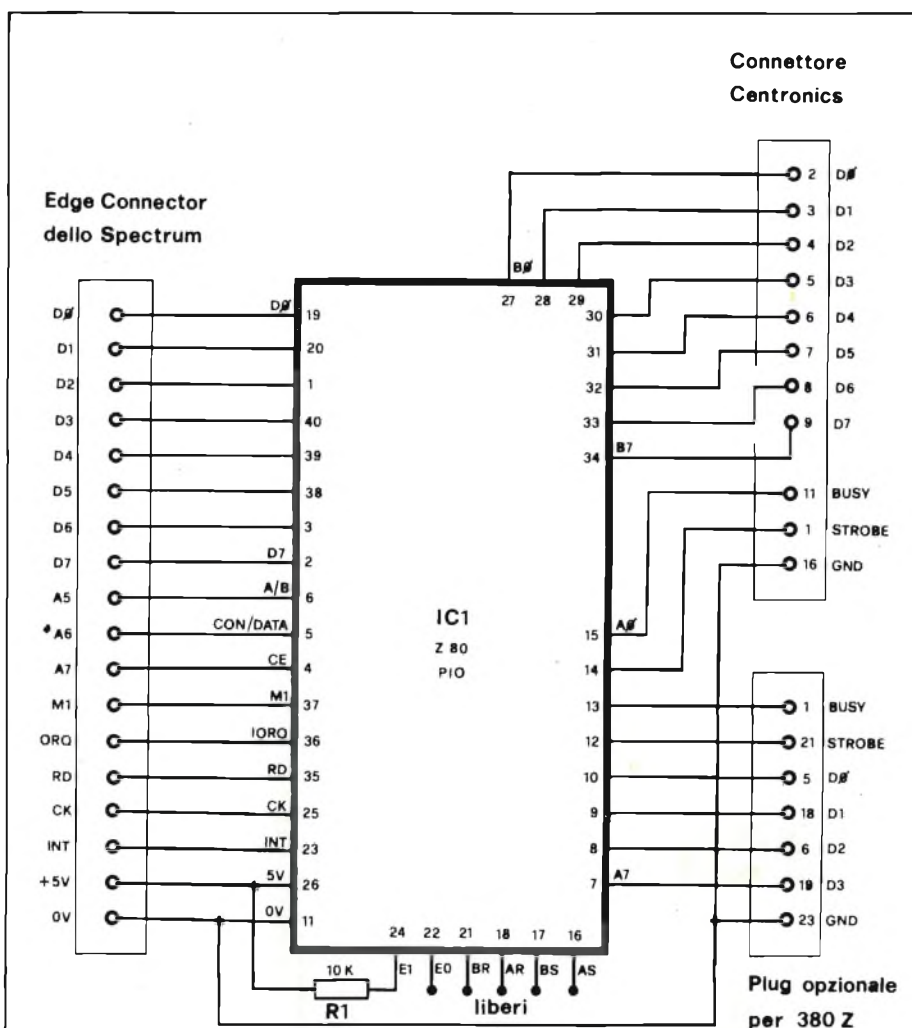 Connettore
Centronics
Edge Connector
dello Spectrum
2 DØ
3 D1
4 D2
5 D3
6 D4
7 D5
8 D6
9 D7
11 BUSY
1 STROBE
16 GND
BØ
27 28 29
30
31
32
33
34 B7
15 AØ
14
13
12
10
9
8
7 A7
DØ DØ 19
D1 20
D2 1
D3 40
D4 39
D5 38
D6 3
D7 D7 2
A5 A/B 6
A6 CON/DATA 5
A7 CE 4
M1 M1 37
ORQ IORQ 36
RD RD 35
CK CK 25
INT INT 23
+5V 5V 26
0V 0V 11
IC1
Z 80
PIO
1 BUSY
21 STROBE
5 DØ
18 D1
6 D2
19 D3
23 GND
24 22 21 18 17 16
E1 E0 BR AR BS AS
10 K
R1
liberi
Plug opzionale
per 380 Z